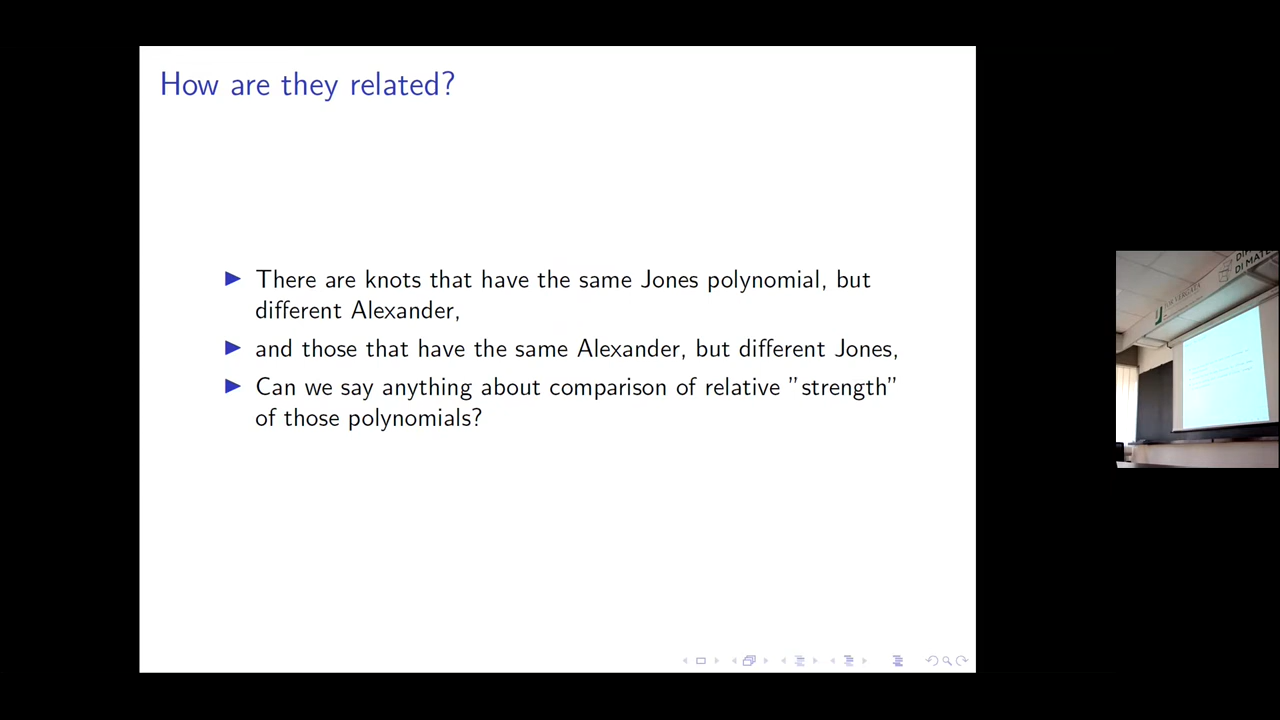 How are they related?
▶ There are knots that have the same Jones polynomial, but
different Alexander,
▶ and those that have the same Alexander, but different Jones,
▶ Can we say anything about comparison of relative ”strength”
of those polynomials?
DI MATE